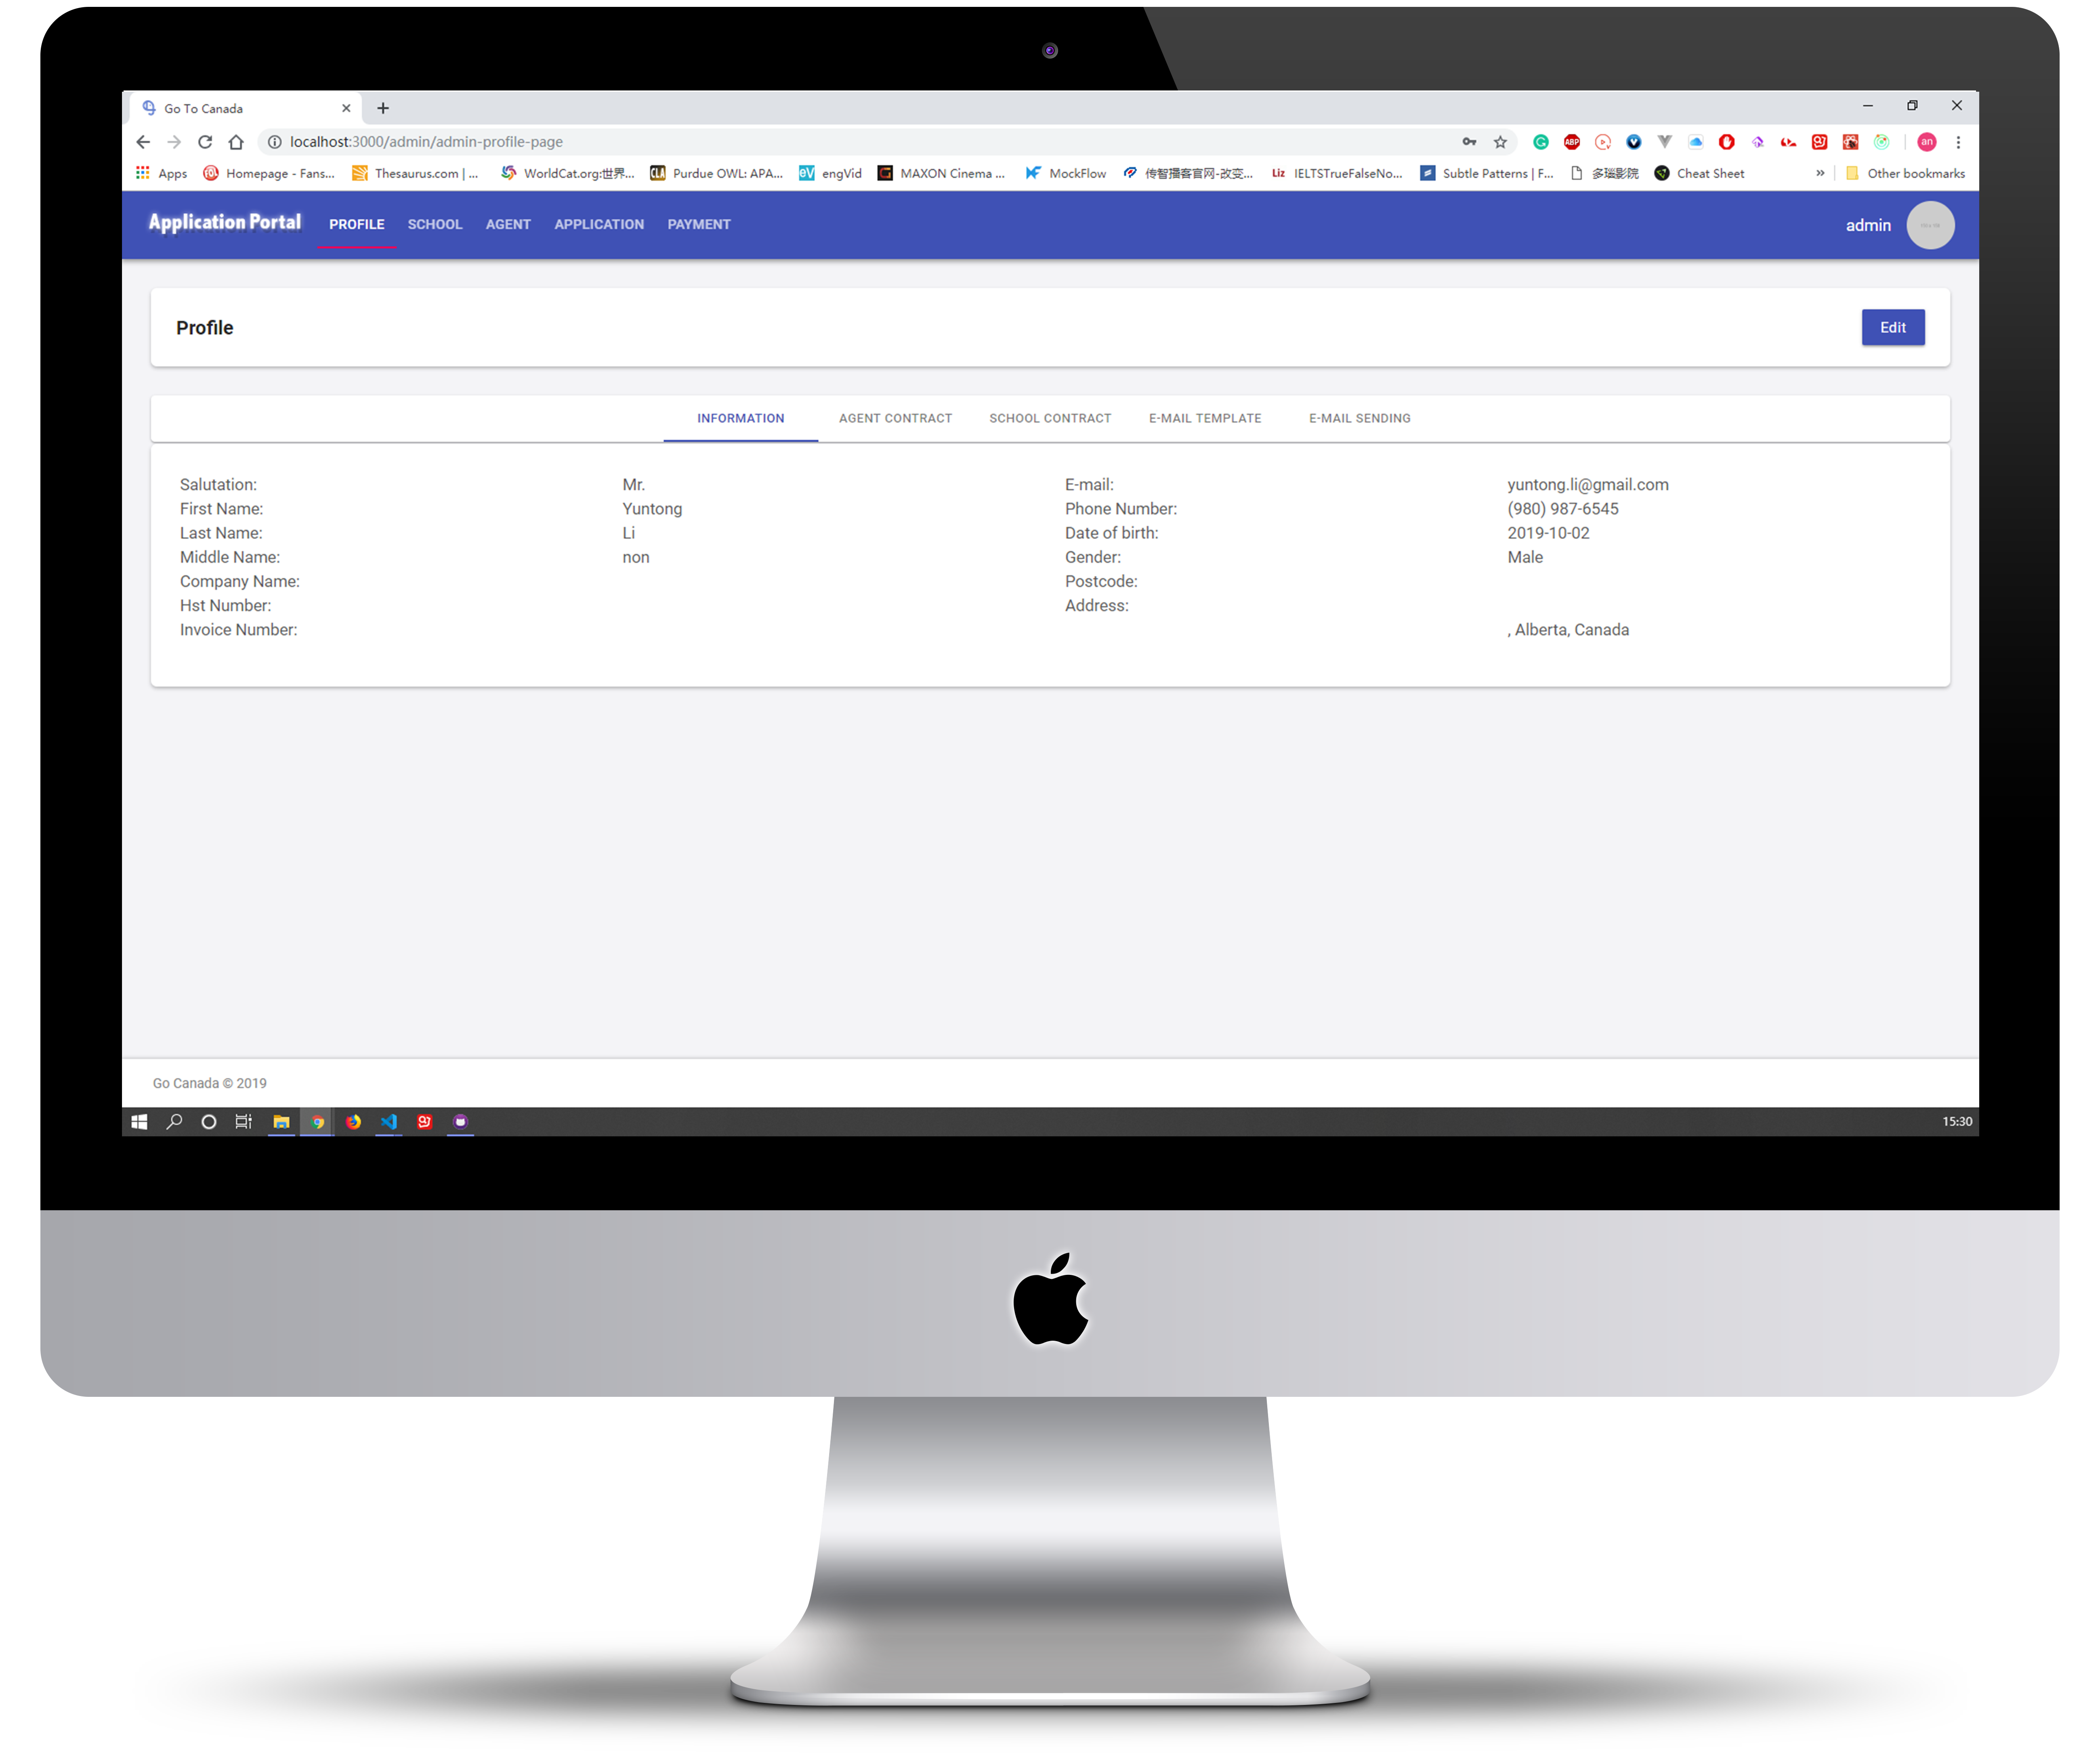 Go To Canada
localhost:3000/admin/admin-profile-page
ABP
an
Apps Homepage - Fans... Thesaurus.com | ... WorldCat.org:世界... CLA Purdue OWL: APA... eV engVid MAXON Cinema ... MockFlow 传智播客官网-改变... Liz IELTSTrueFalseNo... Subtle Patterns | F... 多瑙影院 Cheat Sheet » Other bookmarks
Application Portal PROFILE SCHOOL AGENT APPLICATION PAYMENT admin
Profile Edit
INFORMATION AGENT CONTRACT SCHOOL CONTRACT E-MAIL TEMPLATE E-MAIL SENDING
Salutation: Mr. E-mail: yuntong.li@gmail.com
First Name: Yuntong Phone Number: (980) 987-6545
Last Name: Li Date of birth: 2019-10-02
Middle Name: non Gender: Male
Company Name: Postcode:
Hst Number: Address:
Invoice Number: , Alberta, Canada
Go Canada © 2019
15:30